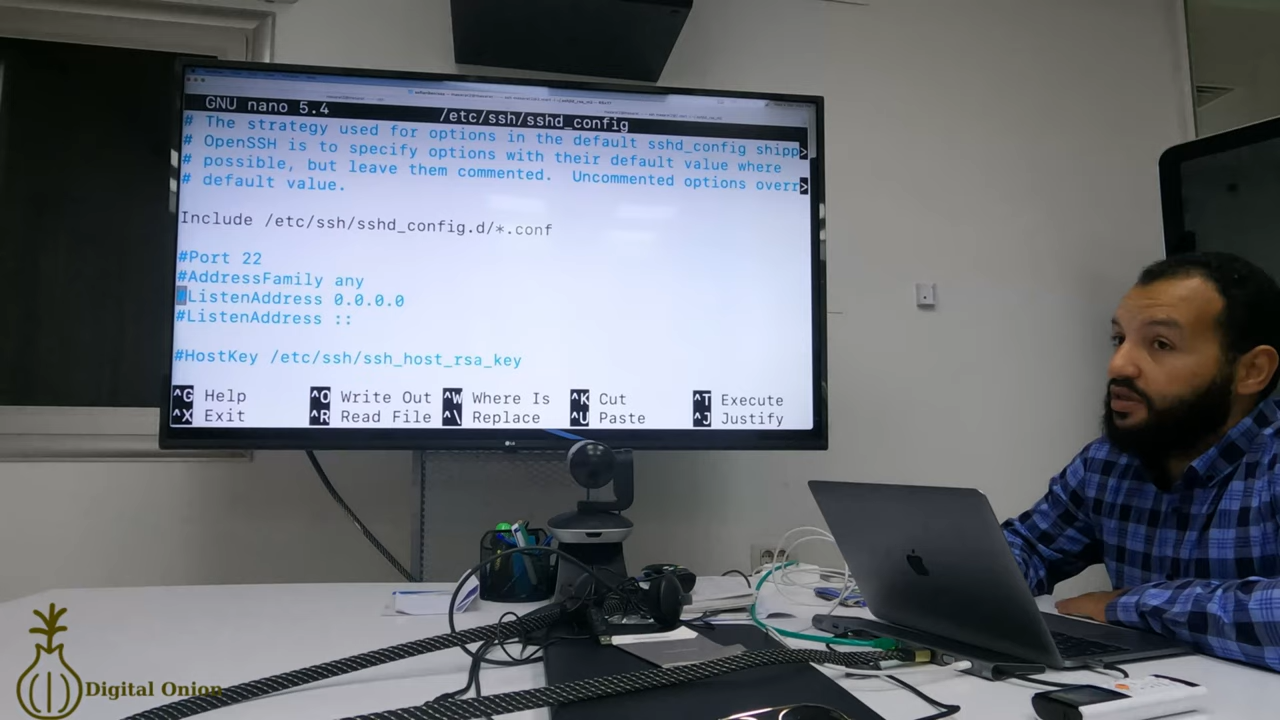 GNU nano 5.4
/etc/ssh/sshd_config
# The strategy used for options in the default sshd_config shipp>
# OpenSSH is to specify options with their default value where
# possible, but leave them commented.  Uncommented options overr>
# default value.
Include /etc/ssh/sshd_config.d/*.conf
#Port 22
#AddressFamily any
#ListenAddress 0.0.0.0
#ListenAddress ::
#HostKey /etc/ssh/ssh_host_rsa_key
^G Help ^O Write Out ^W Where Is ^K Cut ^T Execute
^X Exit ^R Read File ^\ Replace ^U Paste ^J Justify
LG
Digital Onion